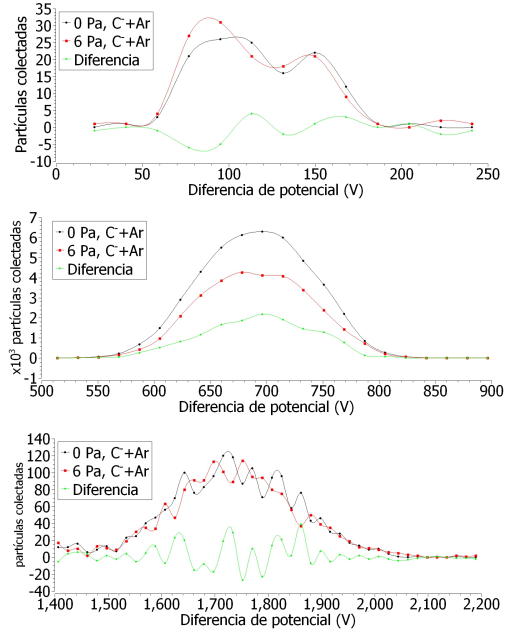 35
30
25
20
15
10
5
0
-5
-10
Partículas colectadas
0 Pa, C⁻+Ar
6 Pa, C⁻+Ar
Diferencia
0 50 100 150 200 250
Diferencia de potencial (V)
7
6
5
4
3
2
1
0
-1
x10³ partículas colectadas
0 Pa, C⁻+Ar
6 Pa, C⁻+Ar
Diferencia
500 550 600 650 700 750 800 850 900
Diferencia de potencial (V)
140
120
100
80
60
40
20
0
-20
-40
partículas colectadas
0 Pa, C⁻+Ar
6 Pa, C⁻+Ar
Diferencia
1,400 1,500 1,600 1,700 1,800 1,900 2,000 2,100 2,200
Diferencia de potencial (V)